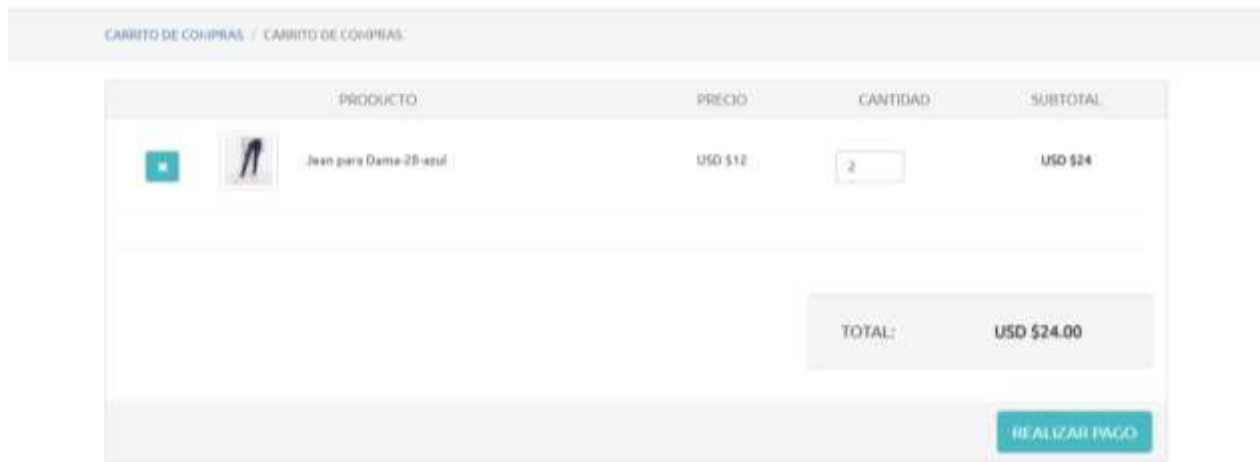 CARRITO DE COMPRAS / CARRITO DE COMPRAS
PRODUCTO PRECIO CANTIDAD SUBTOTAL
Jean para Dama-28-azul USD $12 2 USD $24
TOTAL: USD $24.00
REALIZAR PAGO